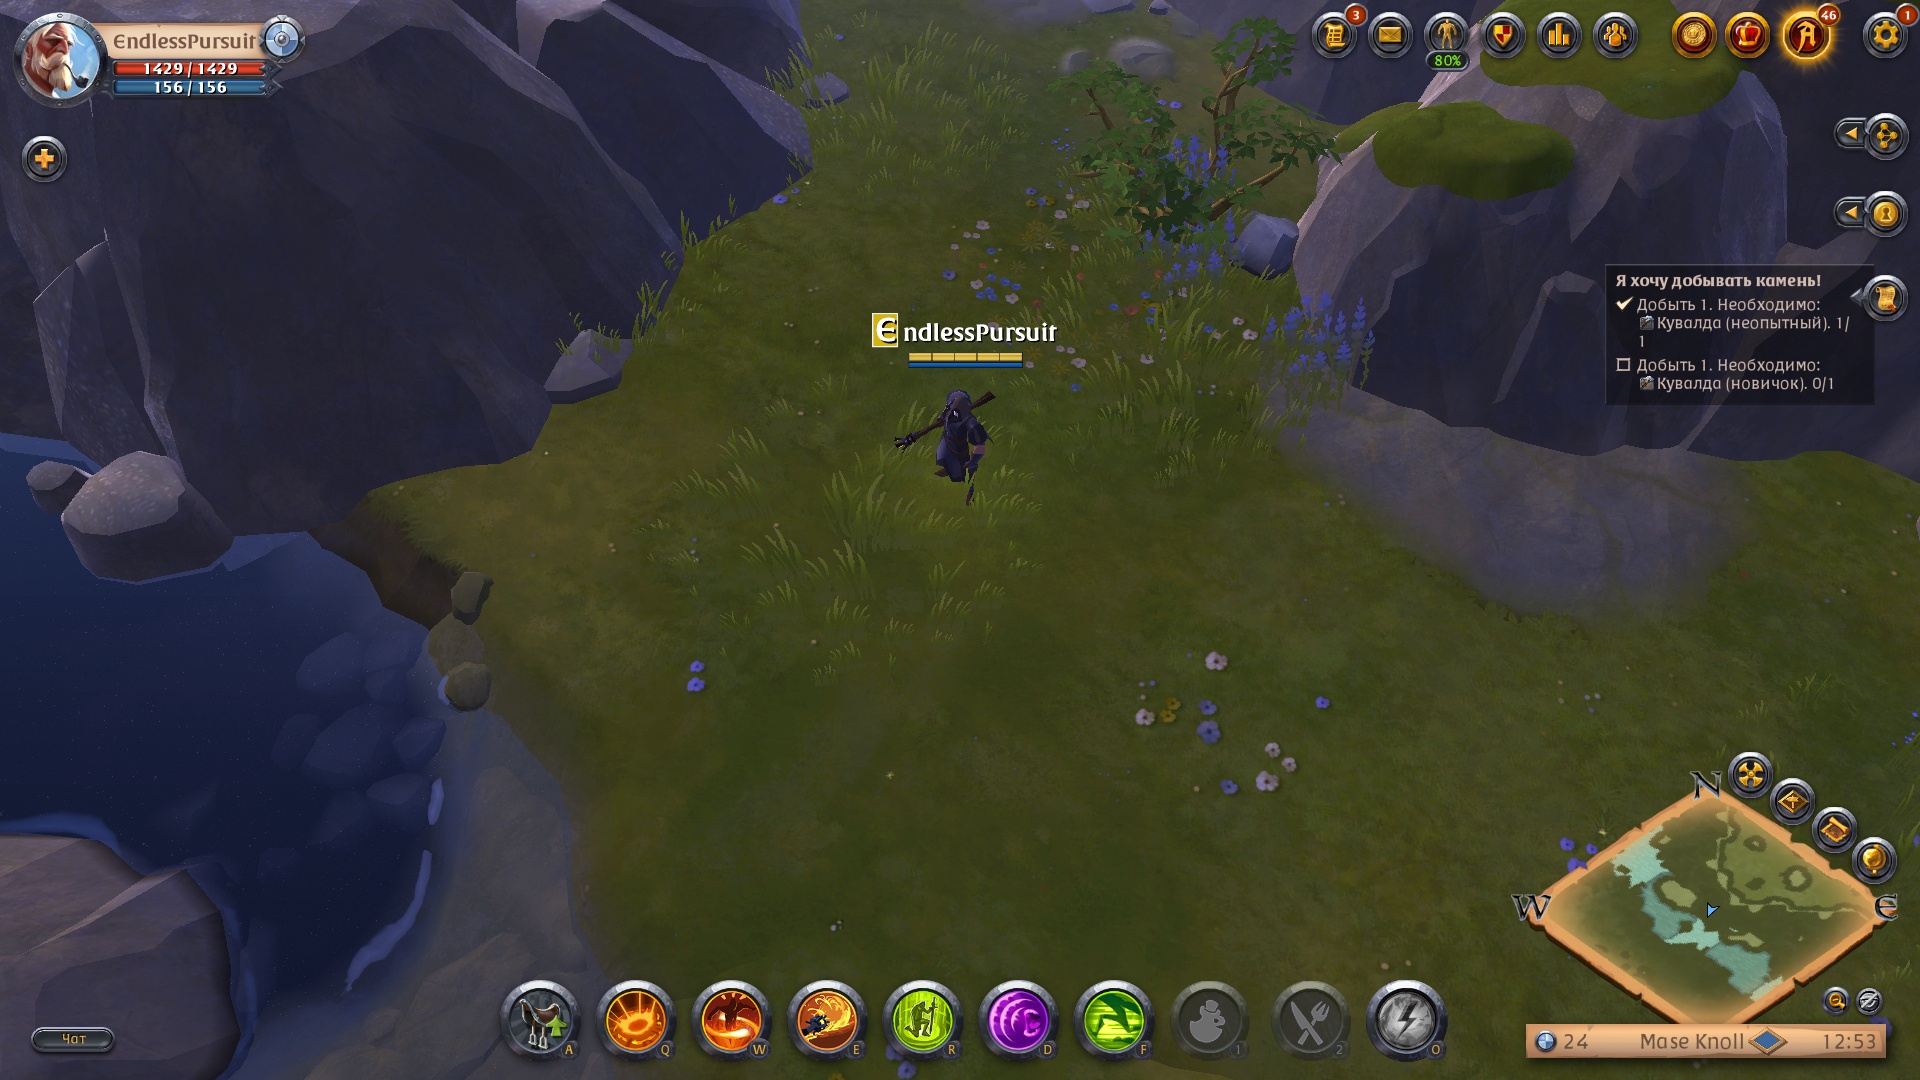 EndlessPursuit
1429 / 1429
156 / 156
3
80%
46
1
Я хочу добывать камень!
Добыть 1. Необходимо:
Кувалда (неопытный). 1/
1
Добыть 1. Необходимо:
Кувалда (новичок). 0/1
EndlessPursuit
N
W
E
A
Q
W
E
R
D
F
1
2
O
Чат
24
Mase Knoll
12:53